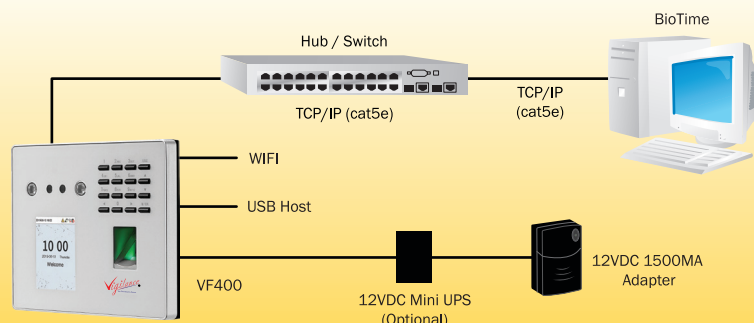 BioTime
Hub / Switch
TCP/IP (cat5e)
TCP/IP
(cat5e)
WIFI
USB Host
10 00
Welcome
Vigilance
VF400
12VDC Mini UPS
(Optional)
12VDC 1500MA
Adapter